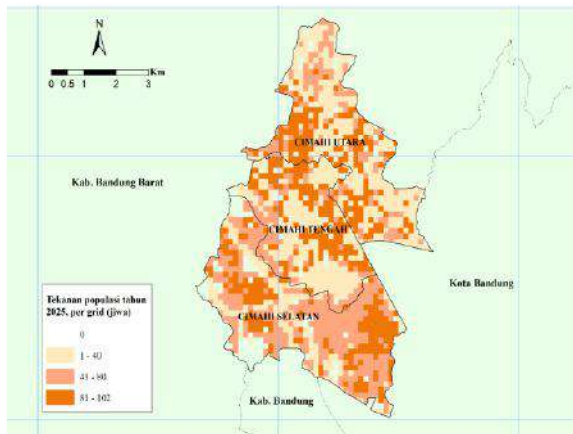 N
0 0.5 1 2 3 Km
CIMAHI UTARA
Kab. Bandung Barat
CIMAHI TENGAH
Kota Bandung
Tekanan populasi tahun
2025, per grid (jiwa)
0
1 - 40
41 - 80
81 - 102
CIMAHI SELATAN
Kab. Bandung